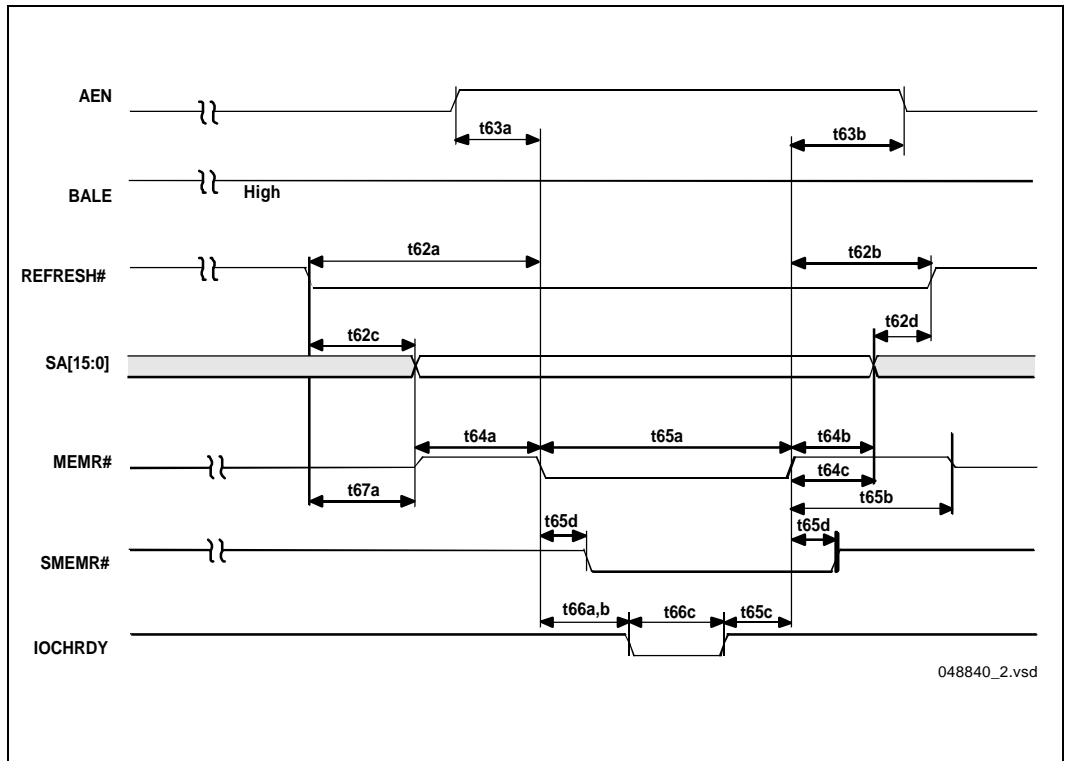 AEN
t63a
t63b
BALE
High
t62a
t62b
REFRESH#
t62c
t62d
SA[15:0]
t64a
t65a
t64b
MEMR#
t64c
t67a
t65b
t65d
t65d
SMEMR#
t66a,b
t66c
t65c
IOCHRDY
048840_2.vsd